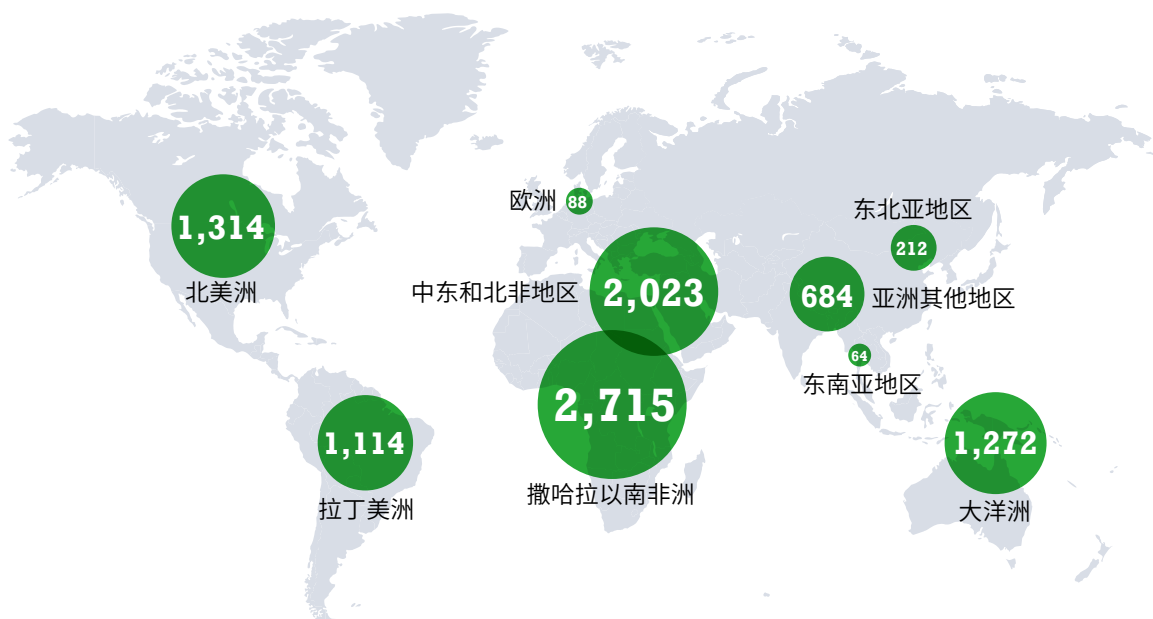 1,314
北美洲
欧洲
88
东北亚地区
212
中东和北非地区
2,023
684
亚洲其他地区
64
东南亚地区
2,715
撒哈拉以南非洲
1,114
拉丁美洲
1,272
大洋洲